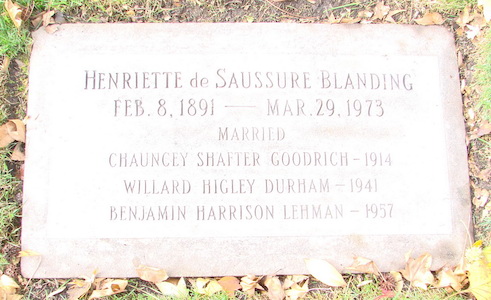 HENRIETTE de SAUSSURE BLANDING
FEB. 8, 1891 — MAR. 29, 1973
MARRIED
CHAUNCEY SHAFTER GOODRICH - 1914
WILLARD HIGLEY DURHAM - 1941
BENJAMIN HARRISON LEHMAN - 1957